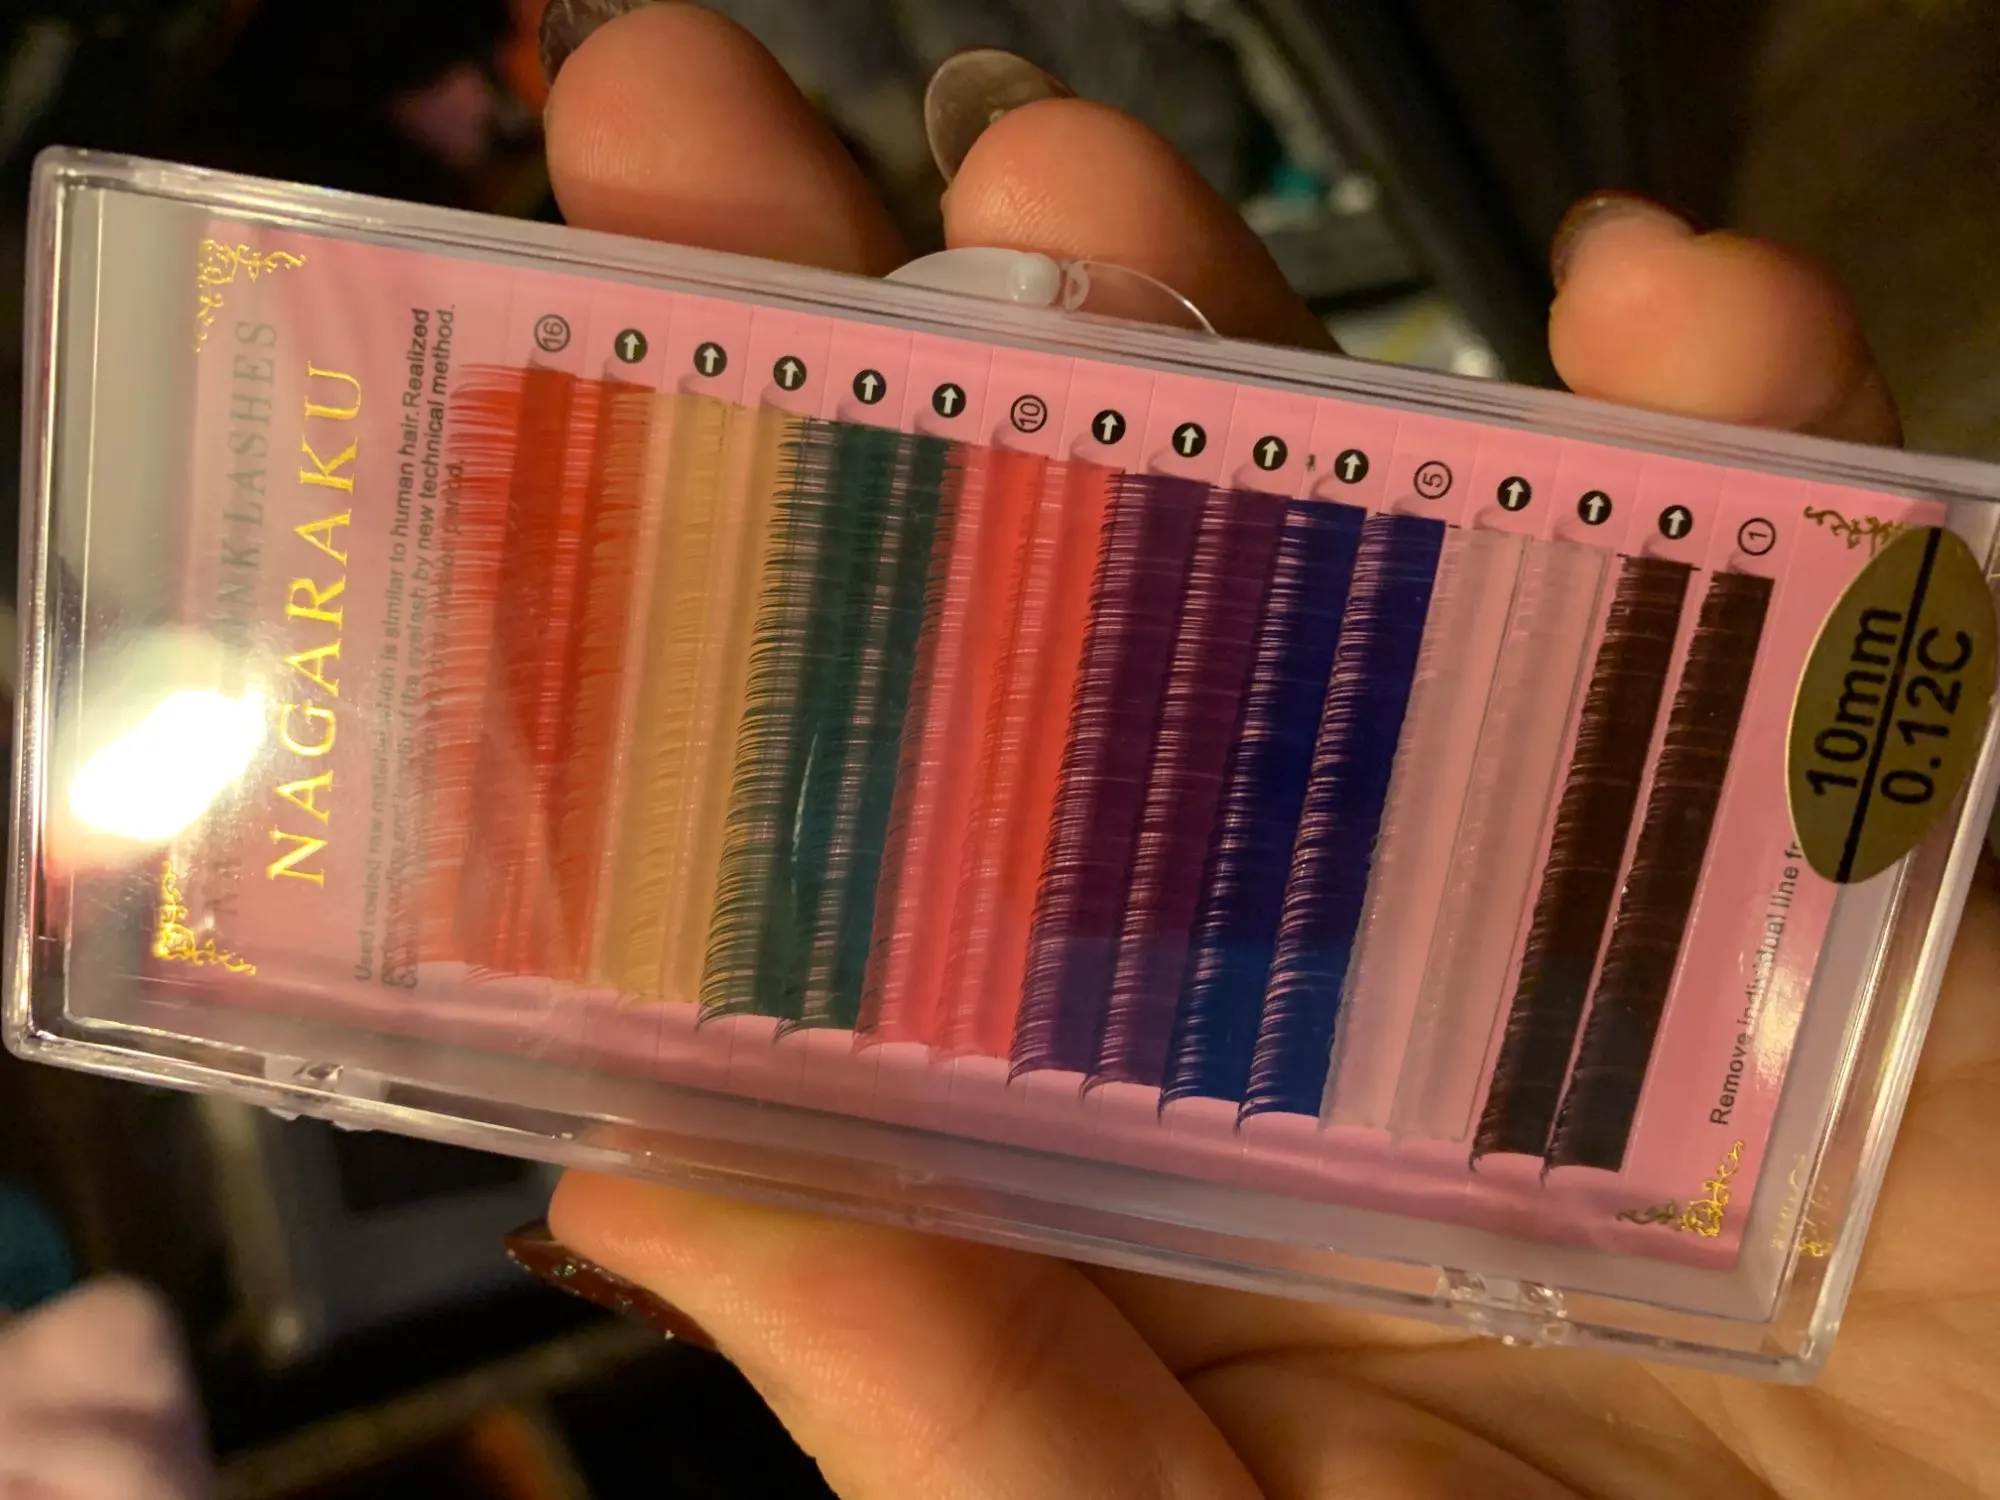 NAGARAKU
Used coated raw material which is similar to human hair. Realized
eyelash by new technical method.
16
10
5
1
Remove individual line
10mm
0.12C